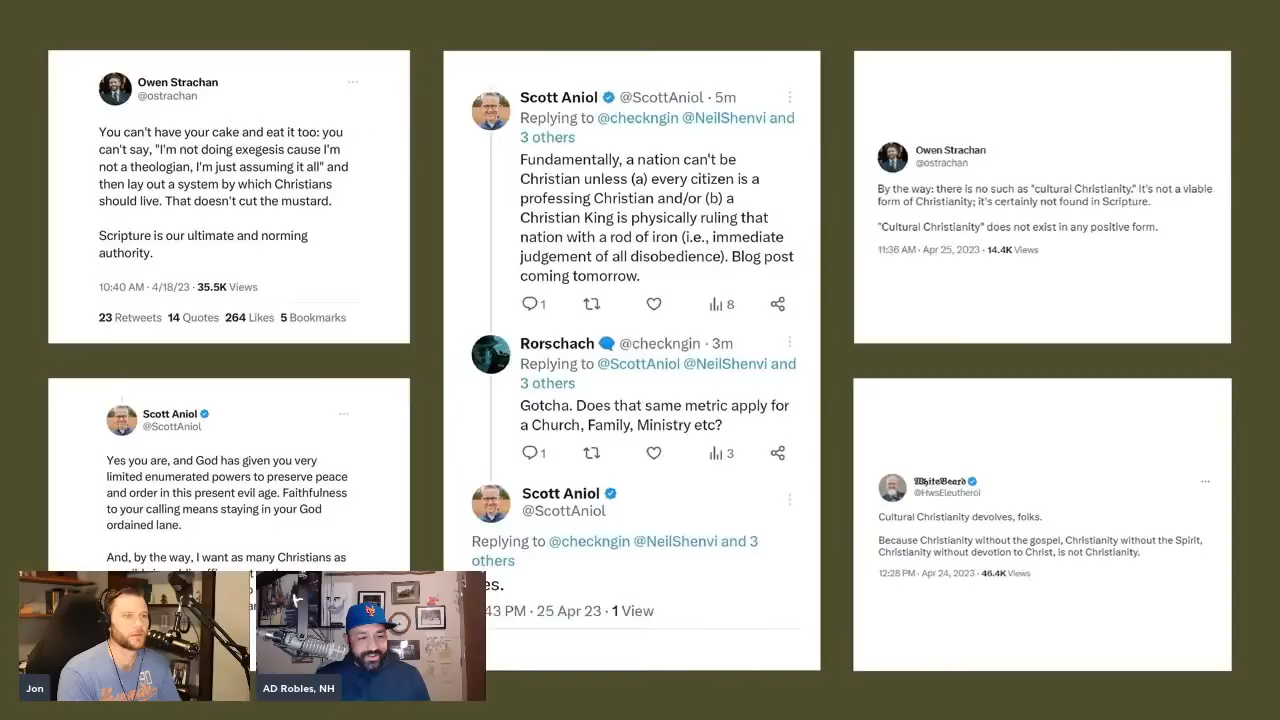 Owen Strachan
@ostrachan
You can't have your cake and eat it too: you
can't say, "I'm not doing exegesis cause I'm
not a theologian, I'm just assuming it all" and
then lay out a system by which Christians
should live. That doesn't cut the mustard.
Scripture is our ultimate and norming
authority.
10:40 AM · 4/18/23 · 35.5K Views
23 Retweets 14 Quotes 264 Likes 5 Bookmarks
Scott Aniol
@ScottAniol
Yes you are, and God has given you very
limited enumerated powers to preserve peace
and order in this present evil age. Faithfulness
to your calling means staying in your God
ordained lane.
And, by the way, I want as many Christians as
Scott Aniol @ScottAniol · 5m
Replying to @checkngin @NeilShenvi and
3 others
Fundamentally, a nation can't be
Christian unless (a) every citizen is a
professing Christian and/or (b) a
Christian King is physically ruling that
nation with a rod of iron (i.e., immediate
judgement of all disobedience). Blog post
coming tomorrow.
1 8
Rorschach @checkngin · 3m
Replying to @ScottAniol @NeilShenvi and
3 others
Gotcha. Does that same metric apply for
a Church, Family, Ministry etc?
1 3
Scott Aniol
@ScottAniol
Replying to @checkngin @NeilShenvi and 3
others
es.
43 PM · 25 Apr 23 · 1 View
Owen Strachan
@ostrachan
By the way: there is no such as "cultural Christianity." It's not a viable
form of Christianity; it's certainly not found in Scripture.
"Cultural Christianity" does not exist in any positive form.
11:36 AM · Apr 25, 2023 · 14.4K Views
WhiteBeard
@HwsEleutheroi
Cultural Christianity devolves, folks.
Because Christianity without the gospel, Christianity without the Spirit,
Christianity without devotion to Christ, is not Christianity.
12:28 PM · Apr 24, 2023 · 46.4K Views
Jon
AD Robles, NH